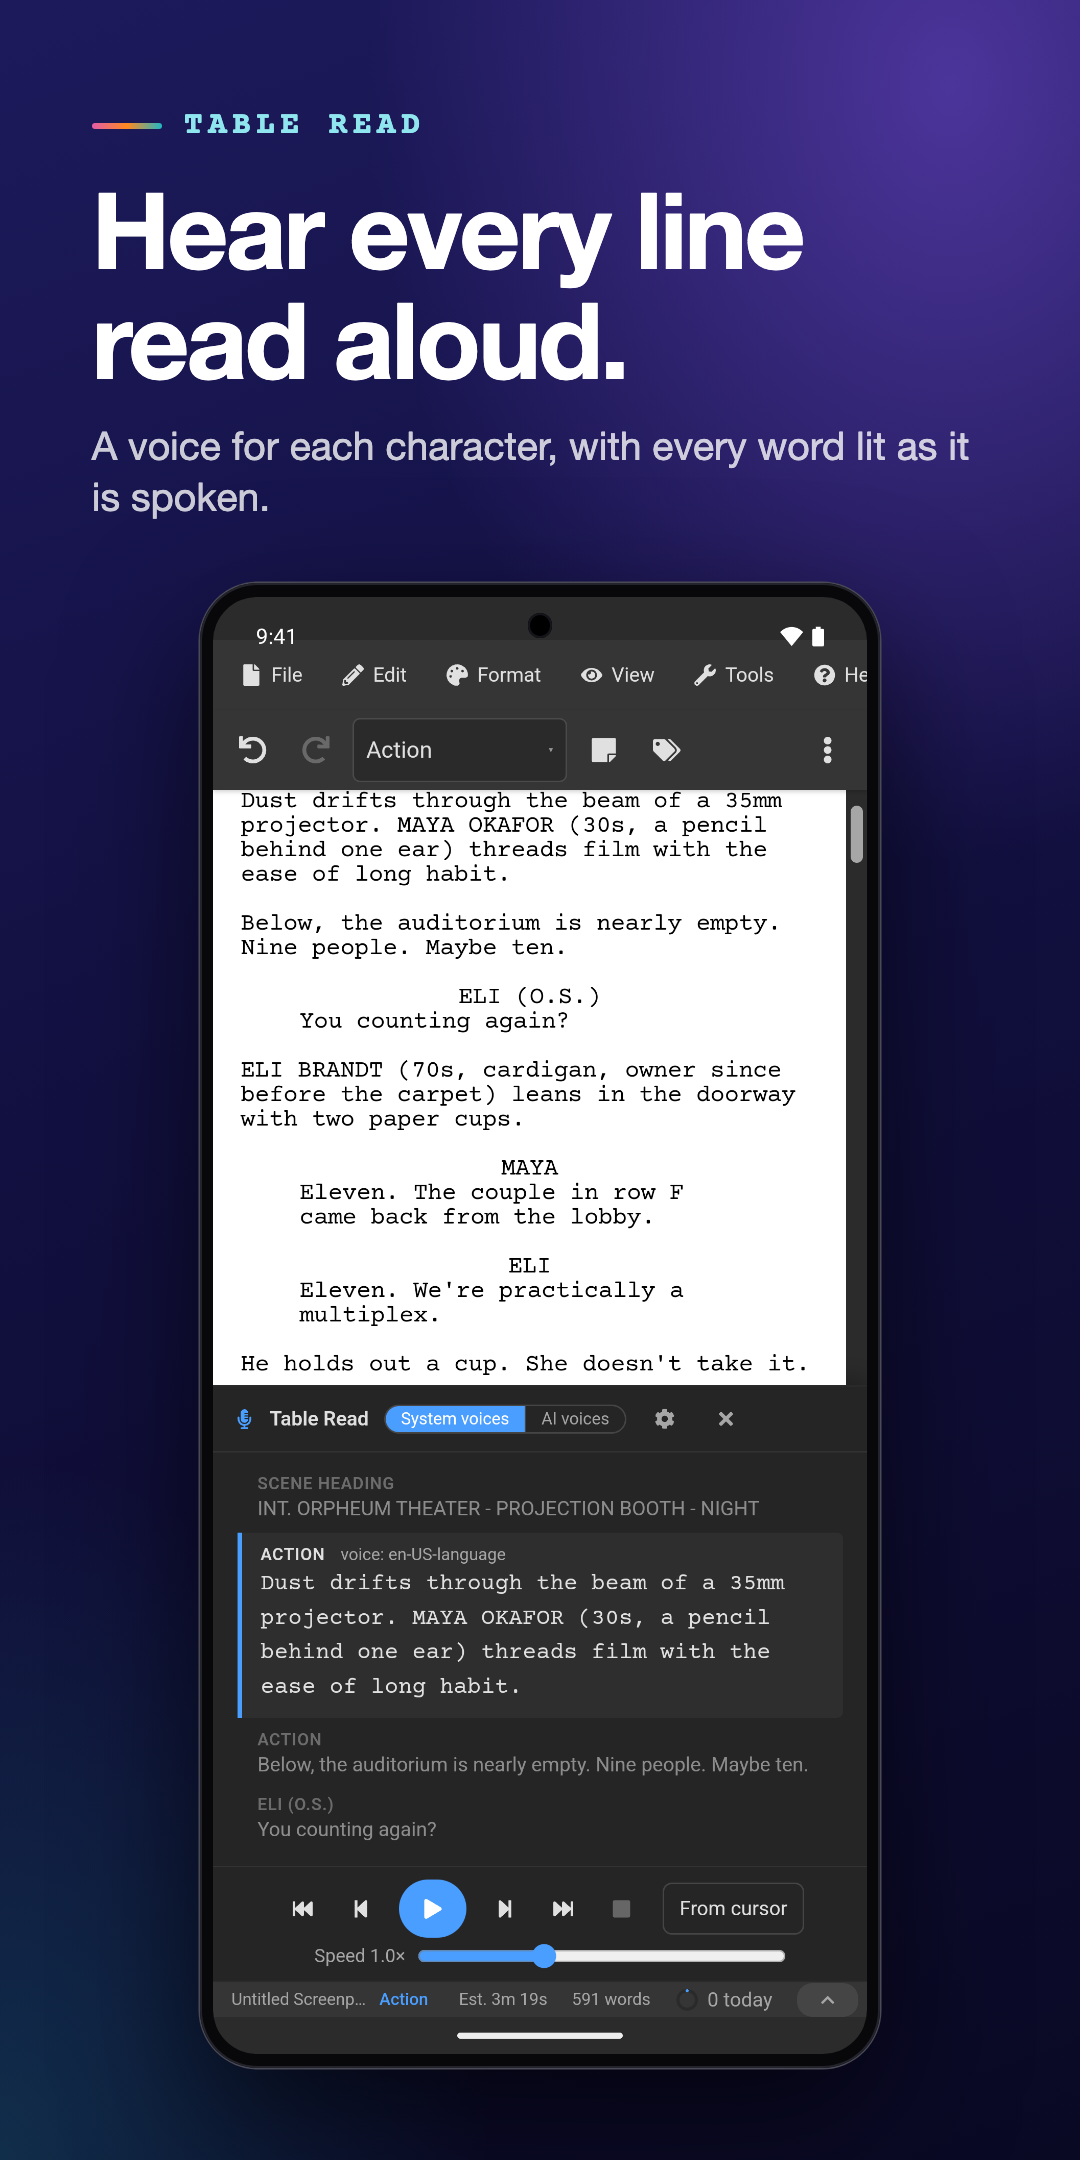 TABLE READ
Hear every line
read aloud.
A voice for each character, with every word lit as it
is spoken.
9:41
File Edit Format View Tools He
Action
Dust drifts through the beam of a 35mm
projector. MAYA OKAFOR (30s, a pencil
behind one ear) threads film with the
ease of long habit.
Below, the auditorium is nearly empty.
Nine people. Maybe ten.
ELI (O.S.)
You counting again?
ELI BRANDT (70s, cardigan, owner since
before the carpet) leans in the doorway
with two paper cups.
MAYA
Eleven. The couple in row F
came back from the lobby.
ELI
Eleven. We're practically a
multiplex.
He holds out a cup. She doesn't take it.
Table Read System voices AI voices
SCENE HEADING
INT. ORPHEUM THEATER - PROJECTION BOOTH - NIGHT
ACTION voice: en-US-language
Dust drifts through the beam of a 35mm
projector. MAYA OKAFOR (30s, a pencil
behind one ear) threads film with the
ease of long habit.
ACTION
Below, the auditorium is nearly empty. Nine people. Maybe ten.
ELI (O.S.)
You counting again?
From cursor
Speed 1.0×
Untitled Screenp... Action Est. 3m 19s 591 words 0 today